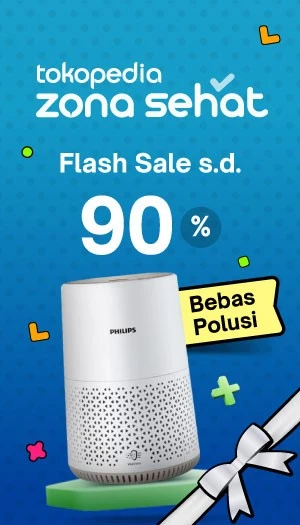 tokopedia
zona sehat
Flash Sale s.d.
90 %
Bebas
Polusi
PHILIPS